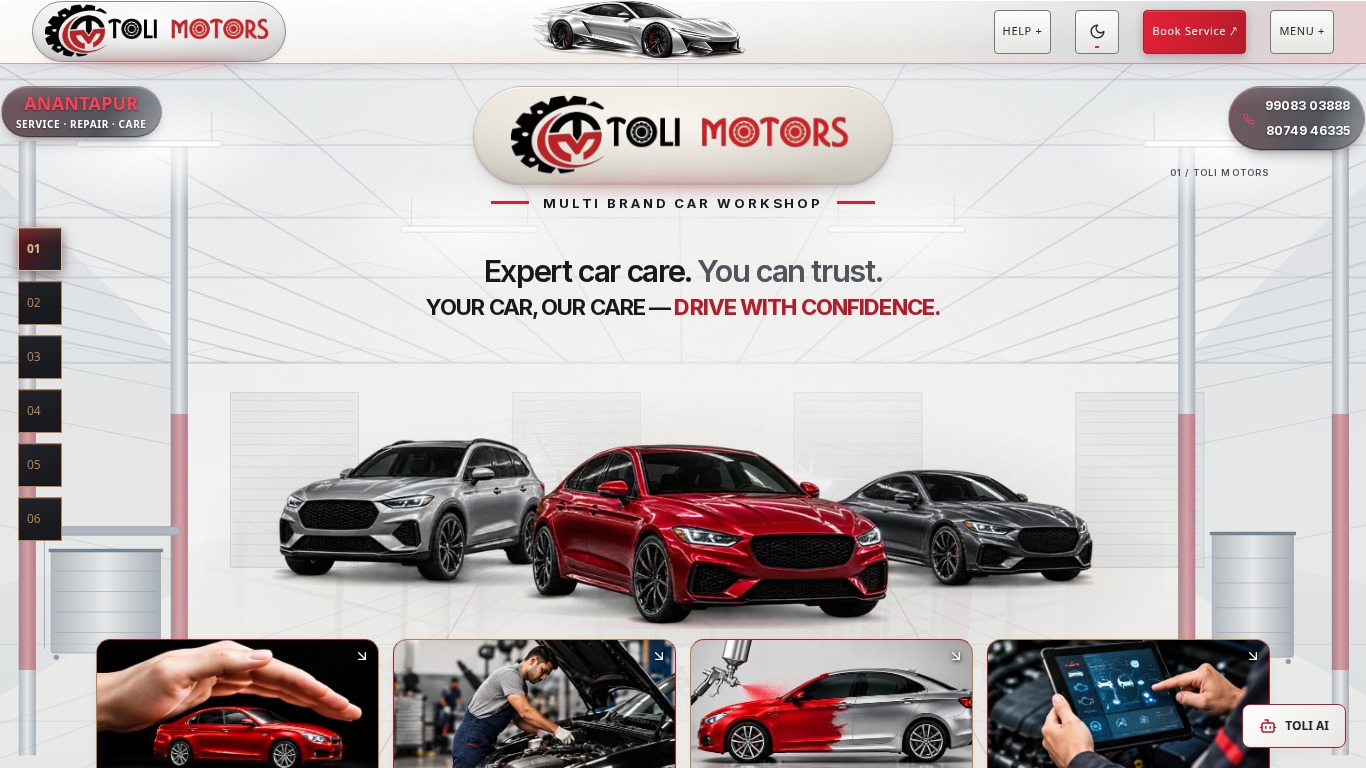 TOLI MOTORS
HELP +
Book Service ↗
MENU +
ANANTAPUR
SERVICE · REPAIR · CARE
TOLI MOTORS
99083 03888
80749 46335
01 / TOLI MOTORS
MULTI BRAND CAR WORKSHOP
Expert car care. You can trust.
YOUR CAR, OUR CARE — DRIVE WITH CONFIDENCE.
01
02
03
04
05
06
TOLI AI